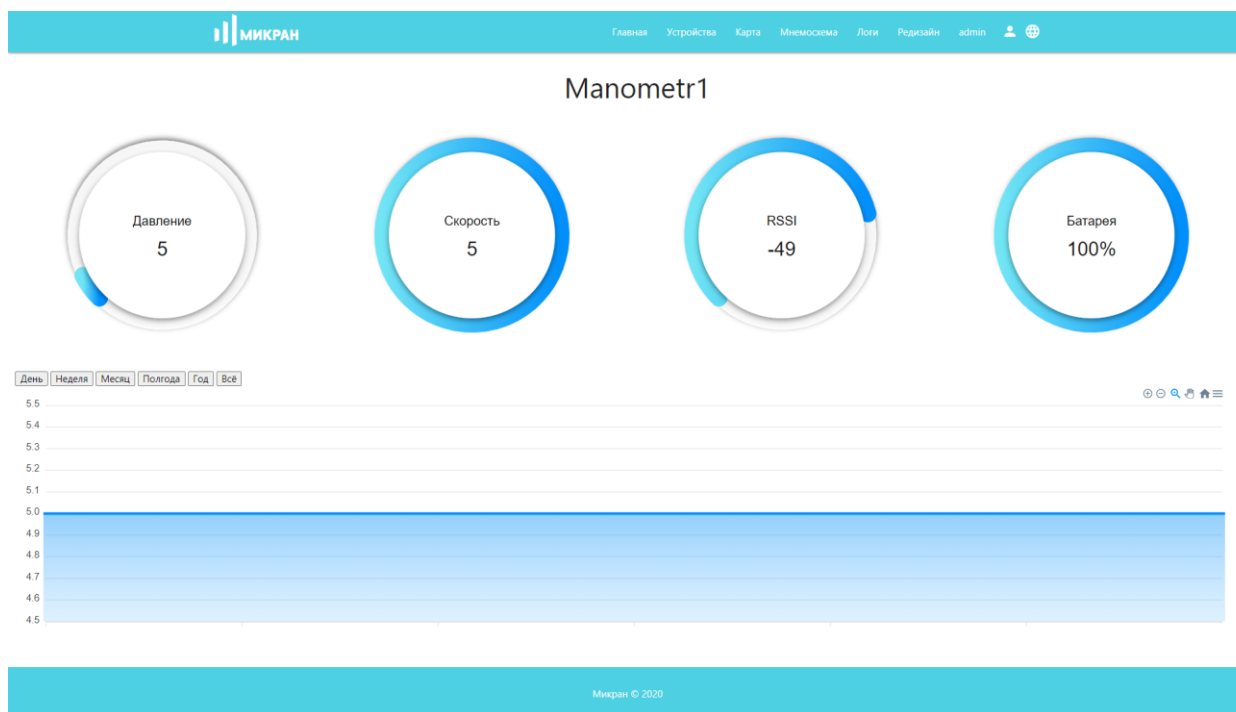 МИКРАН
Главная Устройства Карта Мнемосхема Логи Редизайн admin
Manometr1
Давление
5
Скорость
5
RSSI
-49
Батарея
100%
День Неделя Месяц Полгода Год Всё
5.5
5.4
5.3
5.2
5.1
5.0
4.9
4.8
4.7
4.6
4.5
Микран © 2020